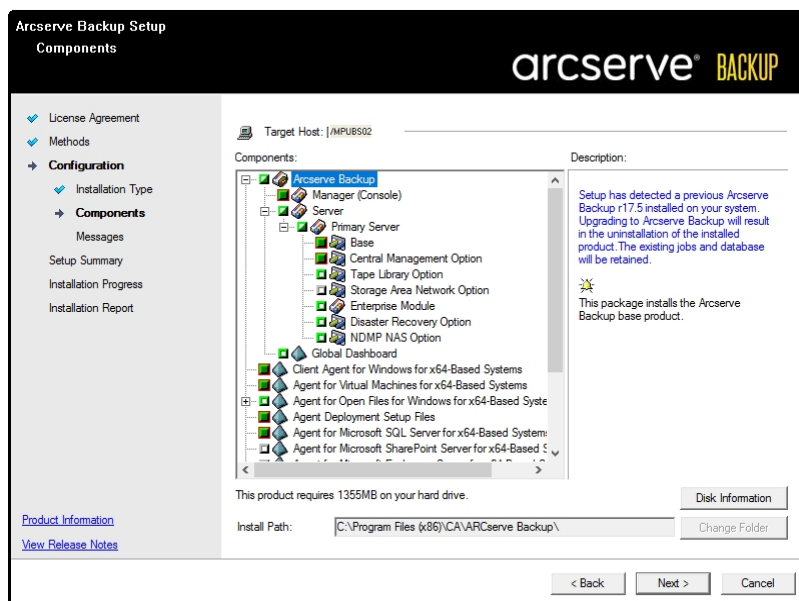 Arcserve Backup Setup
Components
arcserve® BACKUP
License Agreement
Methods
Configuration
Installation Type
Components
Messages
Setup Summary
Installation Progress
Installation Report
Product Information
View Release Notes
Target Host: /MPUBS02
Components:
Arcserve Backup
Manager (Console)
Server
Primary Server
Base
Central Management Option
Tape Library Option
Storage Area Network Option
Enterprise Module
Disaster Recovery Option
NDMP NAS Option
Global Dashboard
Client Agent for Windows for x64-Based Systems
Agent for Virtual Machines for x64-Based Systems
Agent for Open Files for Windows for x64-Based Syste
Agent Deployment Setup Files
Agent for Microsoft SQL Server for x64-Based System
Agent for Microsoft SharePoint Server for x64-Based S
Description:
Setup has detected a previous Arcserve
Backup r17.5 installed on your system.
Upgrading to Arcserve Backup will result
in the uninstallation of the installed
product.The existing jobs and database
will be retained.
This package installs the Arcserve
Backup base product.
This product requires 1355MB on your hard drive.
Disk Information
Install Path: C:\Program Files (x86)\CA\ARCserve Backup\
Change Folder
< Back
Next >
Cancel